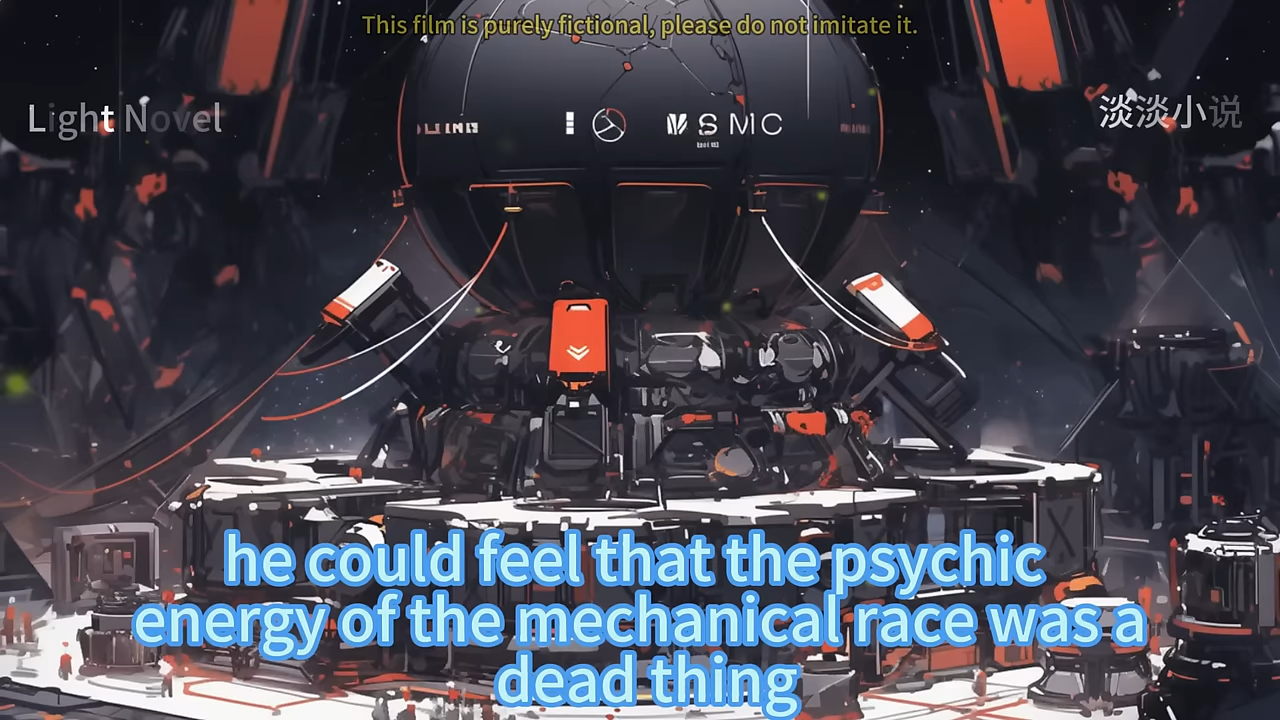 This film is purely fictional, please do not imitate it.
Light Novel
淡淡小说
SMC
he could feel that the psychic
energy of the mechanical race was a
dead thing